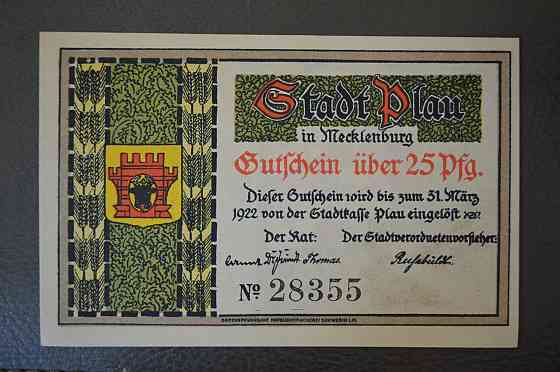 Stadt Plau
in Mecklenburg
Gutschein über 25 Pfg.
Dieser Gutschein wird bis zum 31. März
1922 von der Stadtkasse Plau eingelöst
Der Rat: Der Stadtverordnetenvorsteher:
Thomas
No. 28355